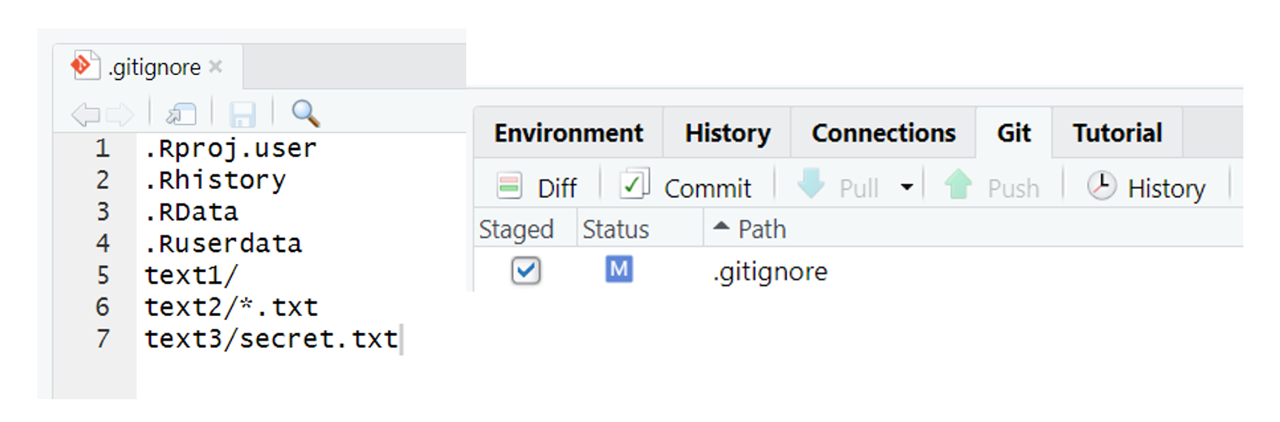 .gitignore
1 .Rproj.user
2 .Rhistory
3 .RData
4 .Ruserdata
5 text1/
6 text2/*.txt
7 text3/secret.txt
Environment History Connections Git Tutorial
Diff Commit Pull Push History
Staged Status Path
M .gitignore